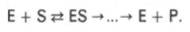 E + S ⇄ ES →...→ E + P.